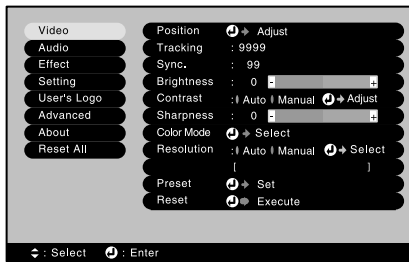 Video
Audio
Effect
Setting
User's Logo
Advanced
About
Reset All
Position Adjust
Tracking : 9999
Sync. : 99
Brightness : 0 - +
Contrast : Auto Manual Adjust
Sharpness : 0 - +
Color Mode Select
Resolution : Auto Manual Select
[ ]
Preset Set
Reset Execute
: Select : Enter